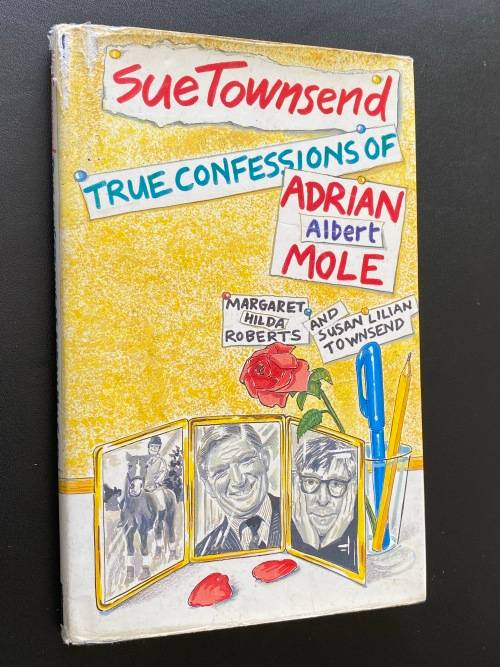 Sue Townsend
TRUE CONFESSIONS OF
ADRIAN
Albert
MOLE
MARGARET
HILDA
ROBERTS
AND
SUSAN LILIAN
TOWNSEND